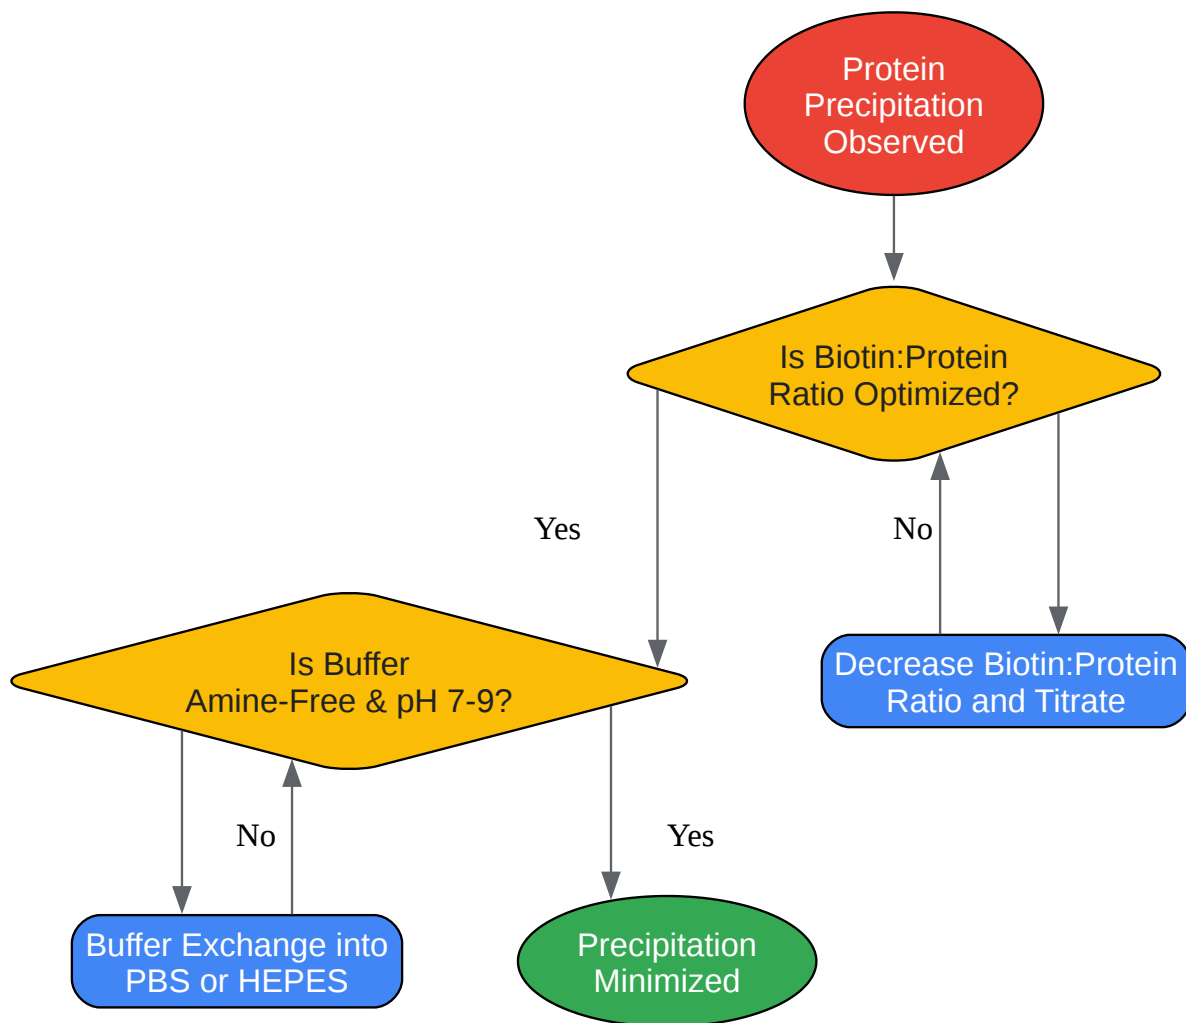 Protein
Precipitation
Observed
Is Biotin:Protein
Ratio Optimized?
Yes
No
Is Buffer
Amine-Free & pH 7-9?
Decrease Biotin:Protein
Ratio and Titrate
No
Yes
Buffer Exchange into
PBS or HEPES
Precipitation
Minimized